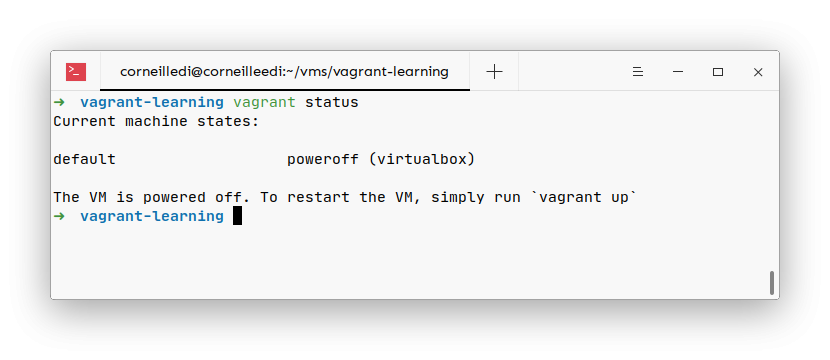 corneilledi@corneilleedi:~/vms/vagrant-learning
➜ vagrant-learning vagrant status
Current machine states:
default                   poweroff (virtualbox)
The VM is powered off. To restart the VM, simply run `vagrant up`
➜ vagrant-learning